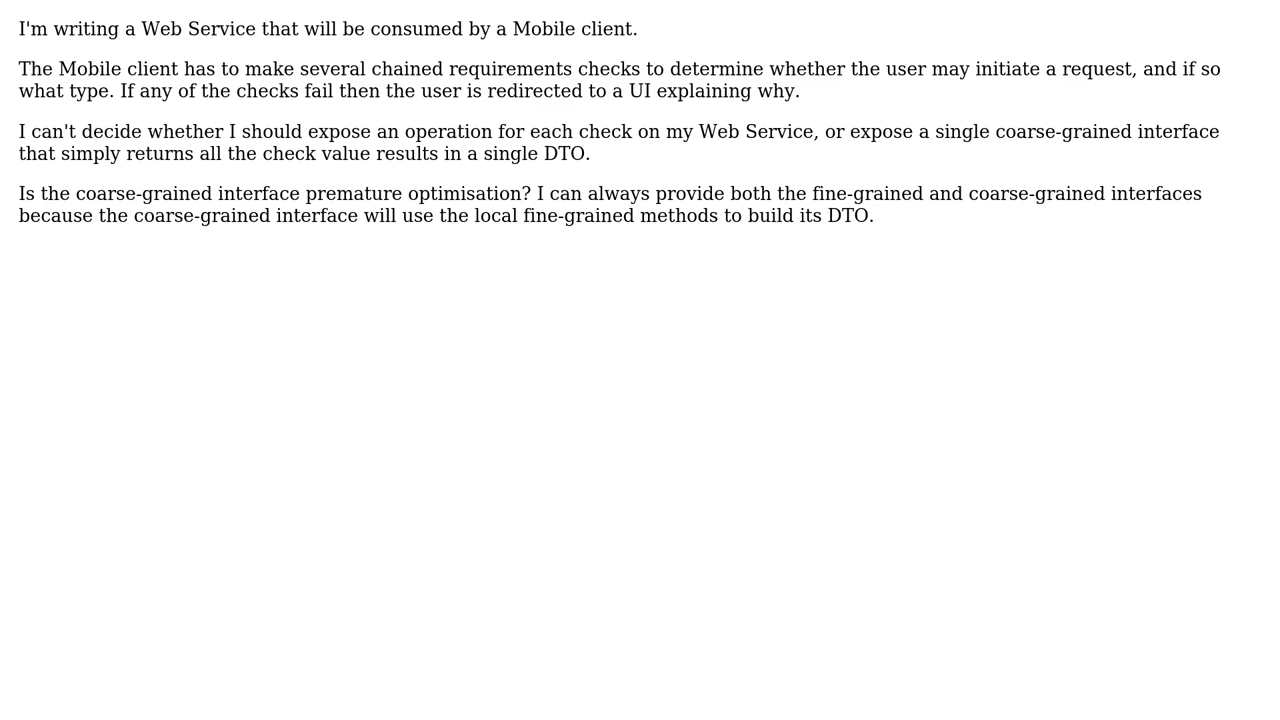 I'm writing a Web Service that will be consumed by a Mobile client.
The Mobile client has to make several chained requirements checks to determine whether the user may initiate a request, and if so
what type. If any of the checks fail then the user is redirected to a UI explaining why.
I can't decide whether I should expose an operation for each check on my Web Service, or expose a single coarse-grained interface
that simply returns all the check value results in a single DTO.
Is the coarse-grained interface premature optimisation? I can always provide both the fine-grained and coarse-grained interfaces
because the coarse-grained interface will use the local fine-grained methods to build its DTO.